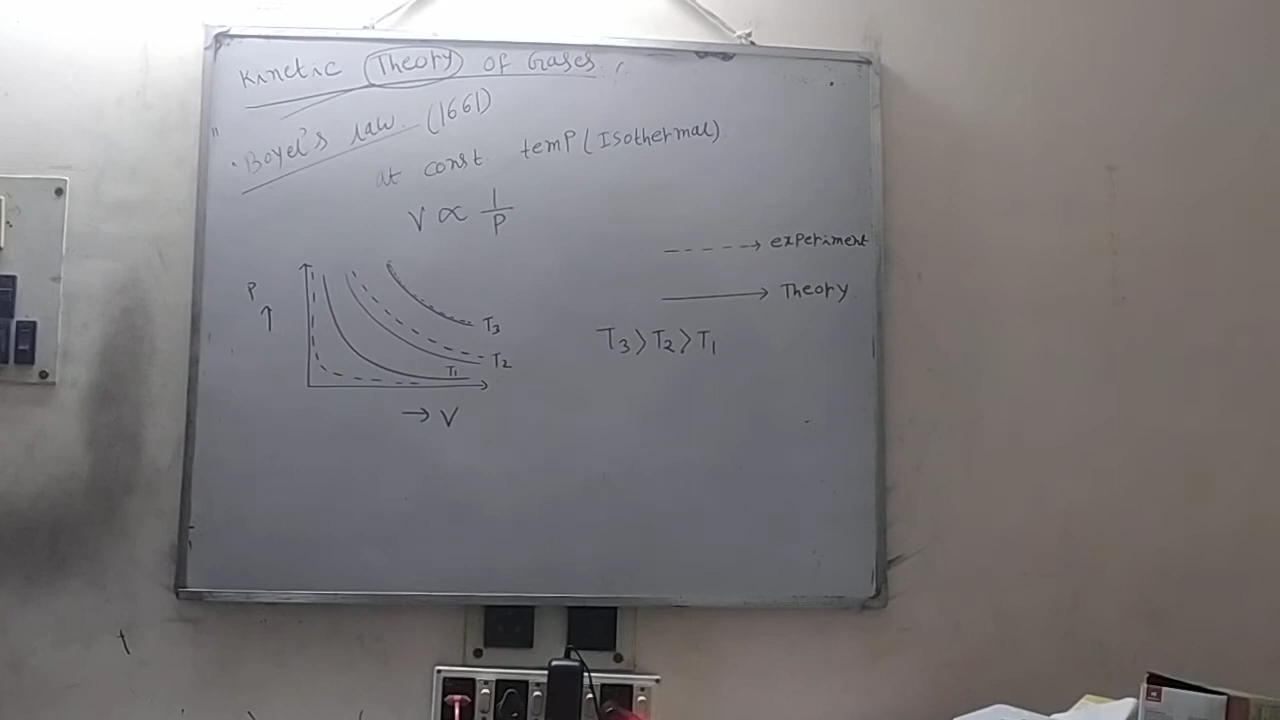 Kinetic Theory of Gases
Boyel's law (1661)
at const temp (Isothermal)
V ∝ 1/P
----> experiment
P ↑
→ Theory
T3
T3 > T2 > T1
T2
T1
→ V